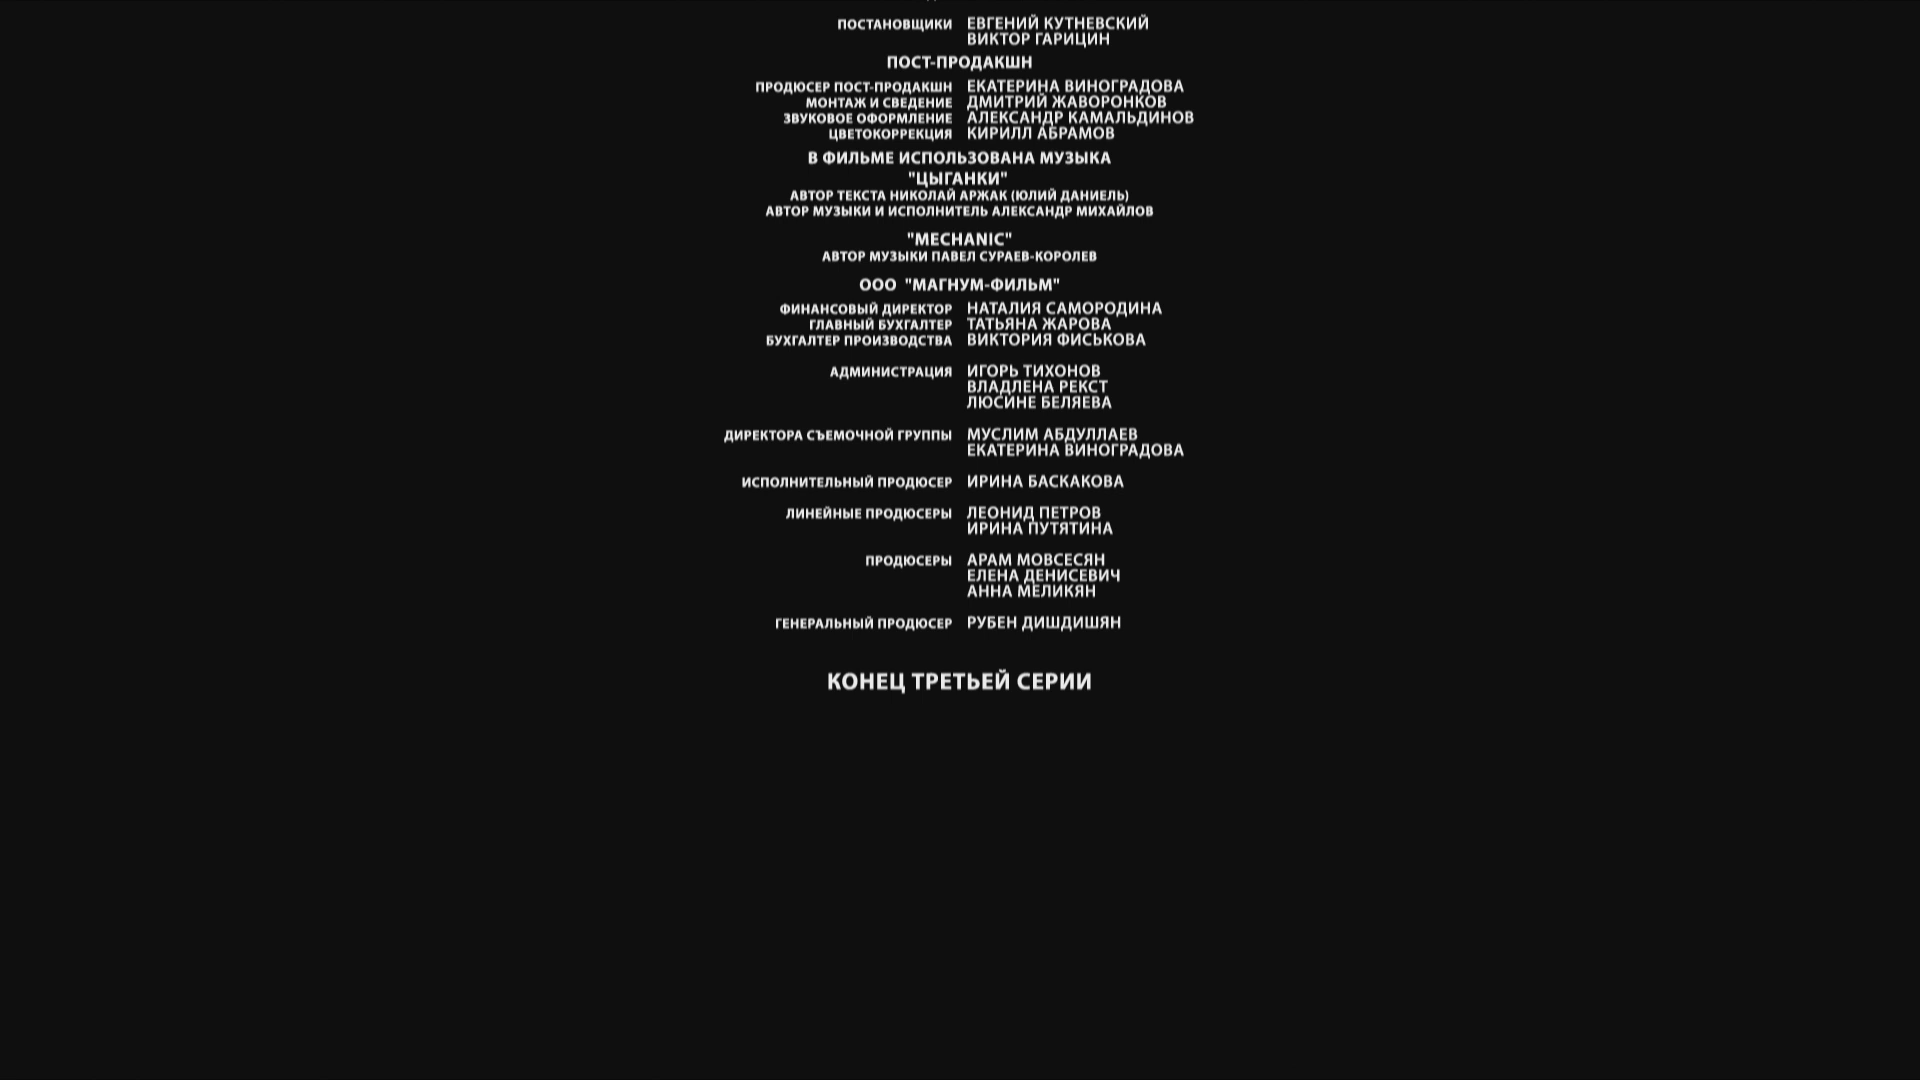 ПОСТАНОВЩИКИ ЕВГЕНИЙ КУТНЕВСКИЙ
ВИКТОР ГАРИЦИН
ПОСТ-ПРОДАКШН
ПРОДЮСЕР ПОСТ-ПРОДАКШН ЕКАТЕРИНА ВИНОГРАДОВА
МОНТАЖ И СВЕДЕНИЕ ДМИТРИЙ ЖАВОРОНКОВ
ЗВУКОВОЕ ОФОРМЛЕНИЕ АЛЕКСАНДР КАМАЛЬДИНОВ
ЦВЕТОКОРРЕКЦИЯ КИРИЛЛ АБРАМОВ
В ФИЛЬМЕ ИСПОЛЬЗОВАНА МУЗЫКА
"ЦЫГАНКИ"
АВТОР ТЕКСТА НИКОЛАЙ АРЖАК (ЮЛИЙ ДАНИЕЛЬ)
АВТОР МУЗЫКИ И ИСПОЛНИТЕЛЬ АЛЕКСАНДР МИХАЙЛОВ
"MECHANIC"
АВТОР МУЗЫКИ ПАВЕЛ СУРАЕВ-КОРОЛЕВ
ООО "МАГНУМ-ФИЛЬМ"
ФИНАНСОВЫЙ ДИРЕКТОР НАТАЛИЯ САМОРОДИНА
ГЛАВНЫЙ БУХГАЛТЕР ТАТЬЯНА ЖАРОВА
БУХГАЛТЕР ПРОИЗВОДСТВА ВИКТОРИЯ ФИСЬКОВА
АДМИНИСТРАЦИЯ ИГОРЬ ТИХОНОВ
ВЛАДЛЕНА РЕКСТ
ЛЮСИНЕ БЕЛЯЕВА
ДИРЕКТОРА СЪЕМОЧНОЙ ГРУППЫ МУСЛИМ АБДУЛЛАЕВ
ЕКАТЕРИНА ВИНОГРАДОВА
ИСПОЛНИТЕЛЬНЫЙ ПРОДЮСЕР ИРИНА БАСКАКОВА
ЛИНЕЙНЫЕ ПРОДЮСЕРЫ ЛЕОНИД ПЕТРОВ
ИРИНА ПУТЯТИНА
ПРОДЮСЕРЫ АРАМ МОВСЕСЯН
ЕЛЕНА ДЕНИСЕВИЧ
АННА МЕЛИКЯН
ГЕНЕРАЛЬНЫЙ ПРОДЮСЕР РУБЕН ДИШДИШЯН
КОНЕЦ ТРЕТЬЕЙ СЕРИИ